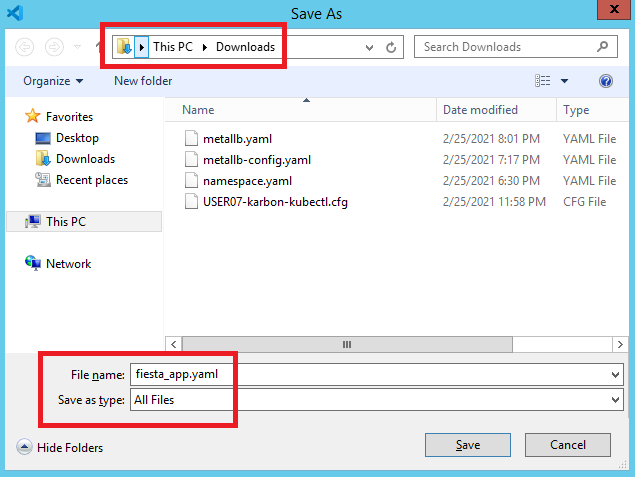 Save As
This PC Downloads
Search Downloads
Organize New folder
Name Date modified Type
Favorites
Desktop
Downloads
Recent places
This PC
Network
metallb.yaml 2/25/2021 8:01 PM YAML File
metallb-config.yaml 2/25/2021 7:17 PM YAML File
namespace.yaml 2/25/2021 6:30 PM YAML File
USER07-karbon-kubectl.cfg 2/25/2021 11:58 PM CFG File
File name: fiesta_app.yaml
Save as type: All Files
Hide Folders Save Cancel